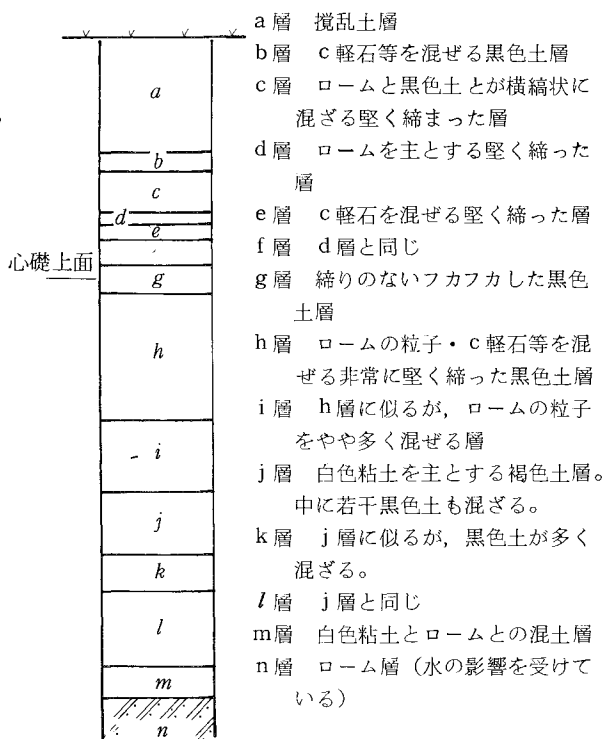 a層　攪乱土層
b層　c軽石等を混ぜる黒色土層
c層　ロームと黒色土とが横縞状に
混ざる堅く締まった層
d層　ロームを主とする堅く締った
層
e層　c軽石を混ぜる堅く締った層
f層　d層と同じ
g層　締りのないフカフカした黒色
土層
h層　ロームの粒子・c軽石等を混
ぜる非常に堅く締った黒色土層
i層　h層に似るが，ロームの粒子
をやや多く混ぜる層
j層　白色粘土を主とする褐色土層。
中に若干黒色土も混ざる。
k層　j層に似るが，黒色土が多く
混ざる。
l層　j層と同じ
m層　白色粘土とロームとの混土層
n層　ローム層（水の影響を受けて
いる）
a
b
c
d
e
心礎上面
g
h
i
j
k
l
m
n